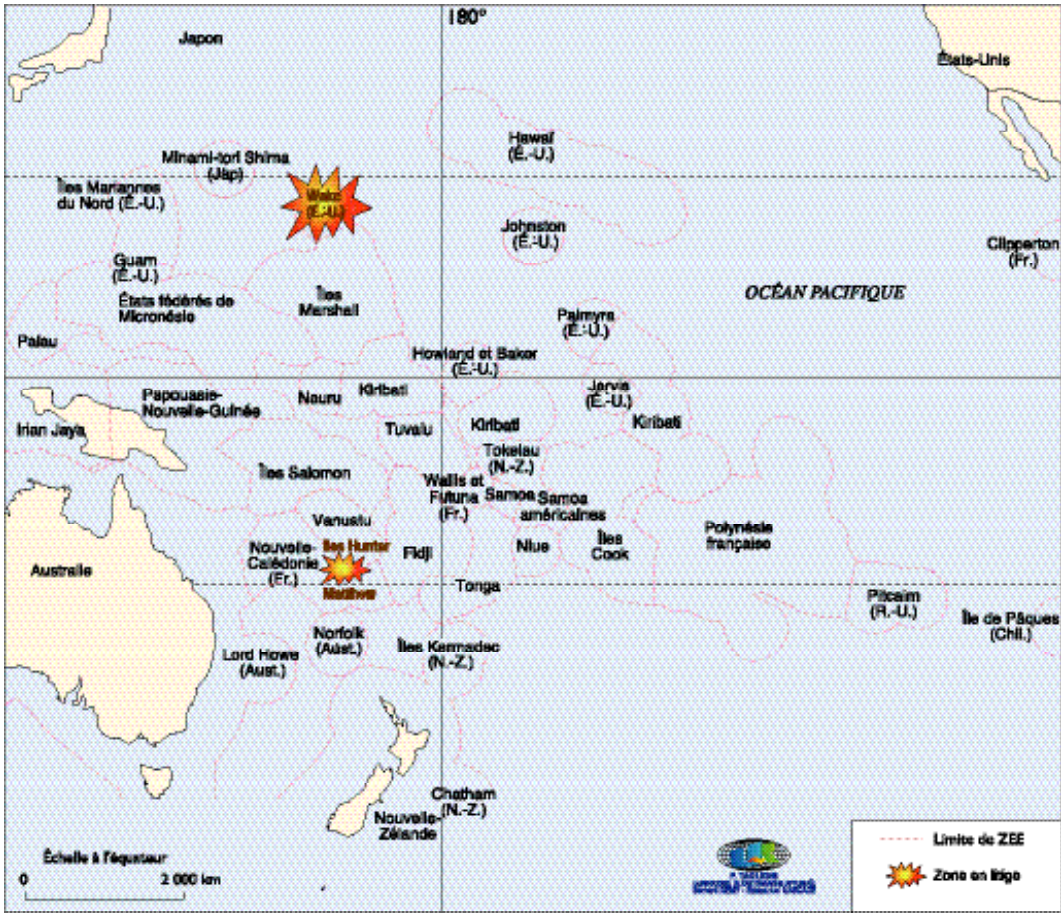 180°
Japon
États-Unis
Hawaï
(É.-U.)
Minami-tori Shima
(Jap)
Îles Mariannes
du Nord (É.-U.)
Wake
(É.-U.)
Johnston
(É.-U.)
Clipperton
(Fr.)
Guam
(É.-U.)
OCÉAN PACIFIQUE
Îles
Marshall
États fédérés de
Micronésie
Palmyra
(É.-U.)
Palau
Howland et Baker
(É.-U.)
Papouasie-
Nouvelle-Guinée
Nauru
Kiribati
Jarvis
(É.-U.)
Irian Jaya
Tuvalu
Kiribati
Kiribati
Tokelau
(N.-Z.)
Îles Salomon
Wallis et
Futuna
(Fr.)
Samoa
Samoa
américaines
Vanuatu
Polynésie
française
Nouvelle-
Calédonie
(Fr.)
Iles Hunter
Fidji
Niue
Îles
Cook
Australie
Matthew
Tonga
Pitcairn
(R.-U.)
Île de Pâques
(Chil.)
Norfolk
(Aust.)
Îles Kermadec
(N.-Z.)
Lord Howe
(Aust.)
Chatham
(N.-Z.)
Nouvelle-
Zélande
Échelle à l'équateur
0 2 000 km
Limite de ZEE
Zone en litige